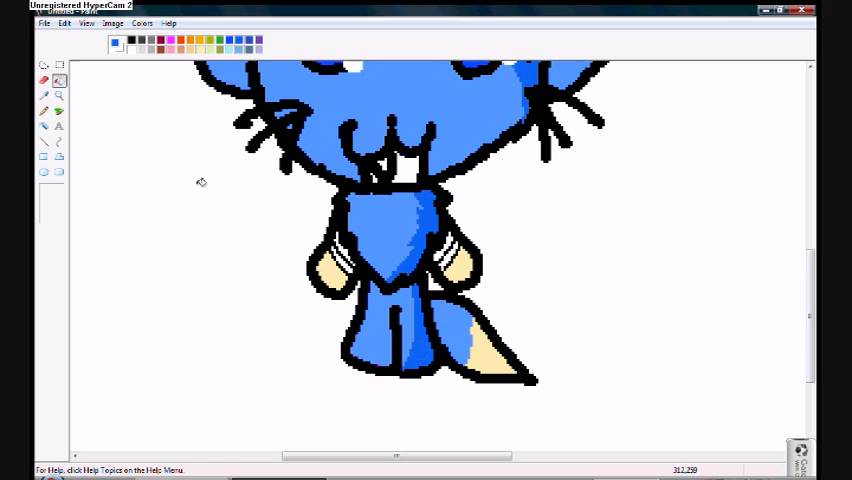 Unregistered HyperCam 2
File Edit View Image Colors Help
For Help, click Help Topics on the Help Menu.
312,259